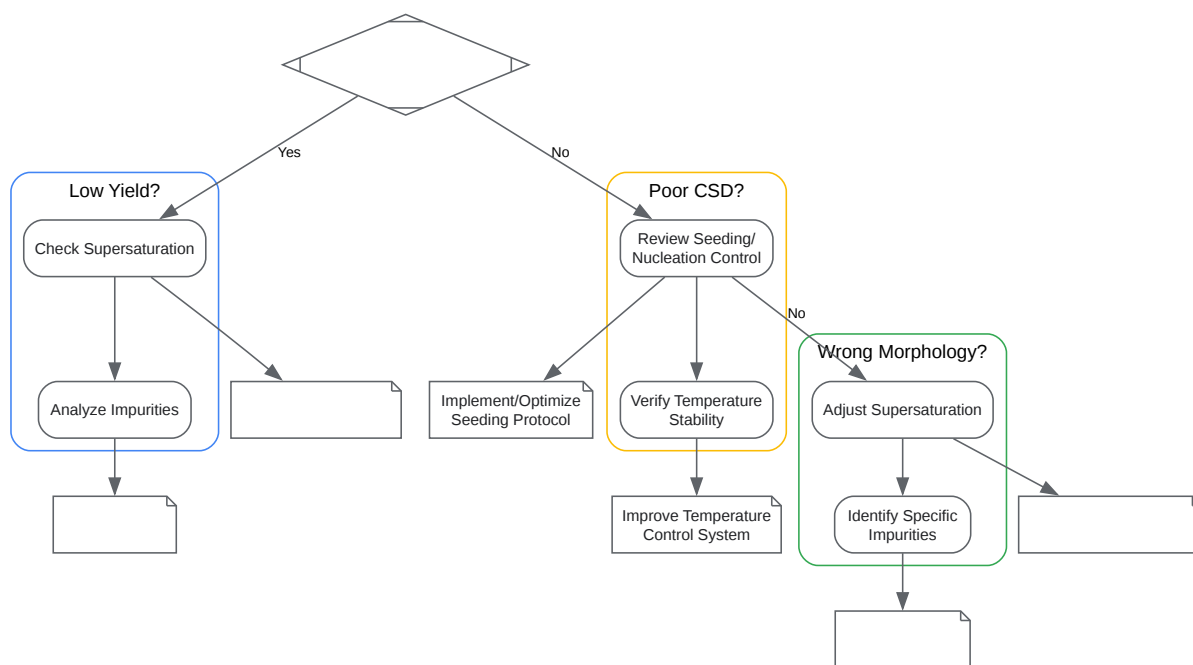 Yes
No
Low Yield?
Poor CSD?
Check Supersaturation
Review Seeding/
Nucleation Control
No
Wrong Morphology?
Analyze Impurities
Implement/Optimize
Seeding Protocol
Verify Temperature
Stability
Adjust Supersaturation
Improve Temperature
Control System
Identify Specific
Impurities